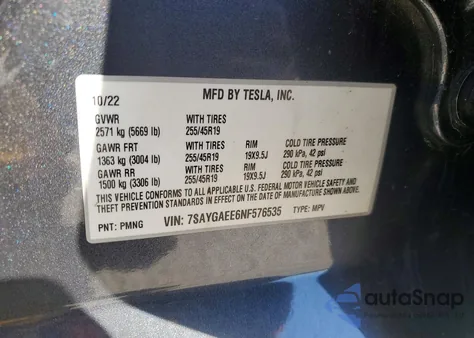 MFD BY TESLA, INC.
10/22
GVWR WITH TIRES
2571 kg (5669 lb) 255/45R19
GAWR FRT WITH TIRES RIM COLD TIRE PRESSURE
1363 kg (3004 lb) 255/45R19 19X9.5J 290 kPa, 42 psi
GAWR RR WITH TIRES RIM COLD TIRE PRESSURE
1500 kg (3306 lb) 255/45R19 19X9.5J 290 kPa, 42 psi
THIS VEHICLE CONFORMS TO ALL APPLICABLE U.S. FEDERAL MOTOR VEHICLE SAFETY AND
THEFT PREVENTION STANDARDS IN EFFECT ON THE DATE OF MANUFACTURE SHOWN ABOVE.
PNT: PMNG VIN: 7SAYGAEE6NF576535 TYPE: MPV
autoSnap